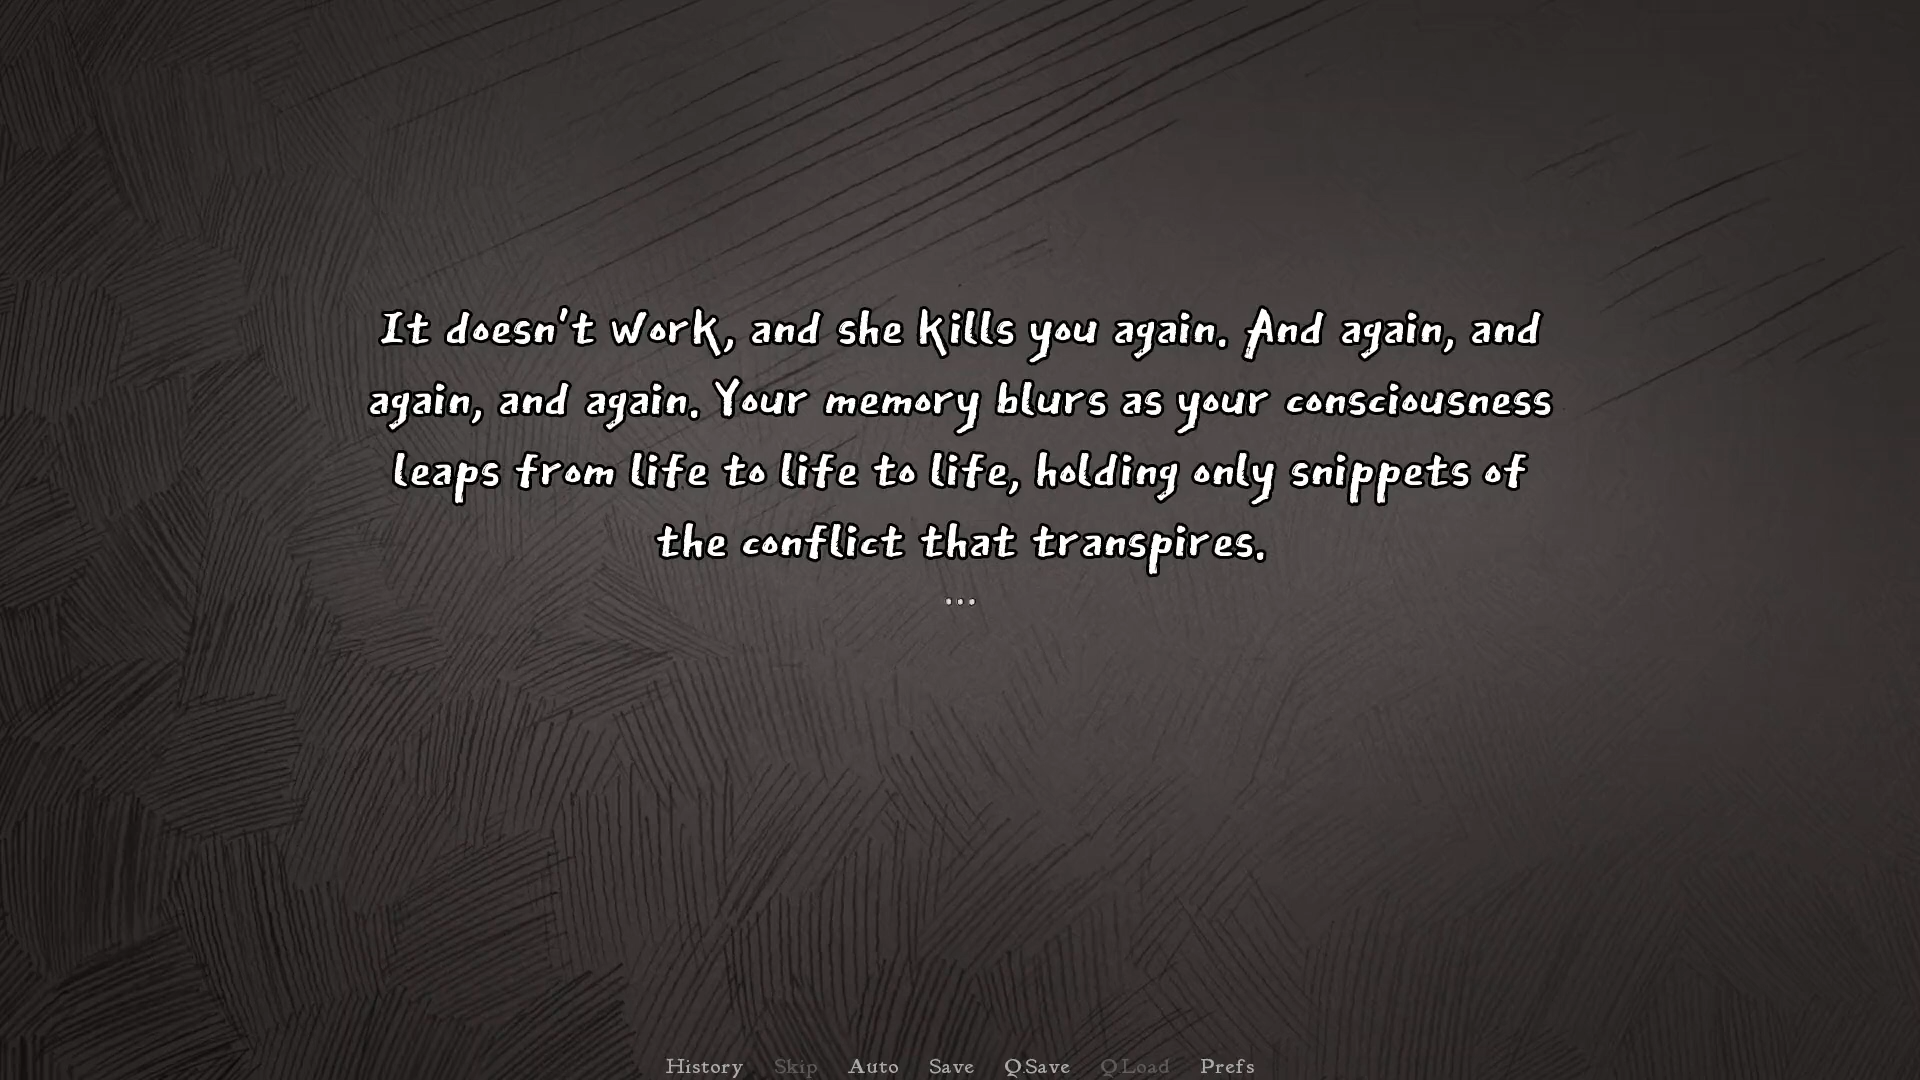 It doesn't work, and she kills you again. And again, and
again, and again. Your memory blurs as your consciousness
leaps from life to life to life, holding only snippets of
the conflict that transpires.
...
History Skip Auto Save Q.Save Q.Load Prefs